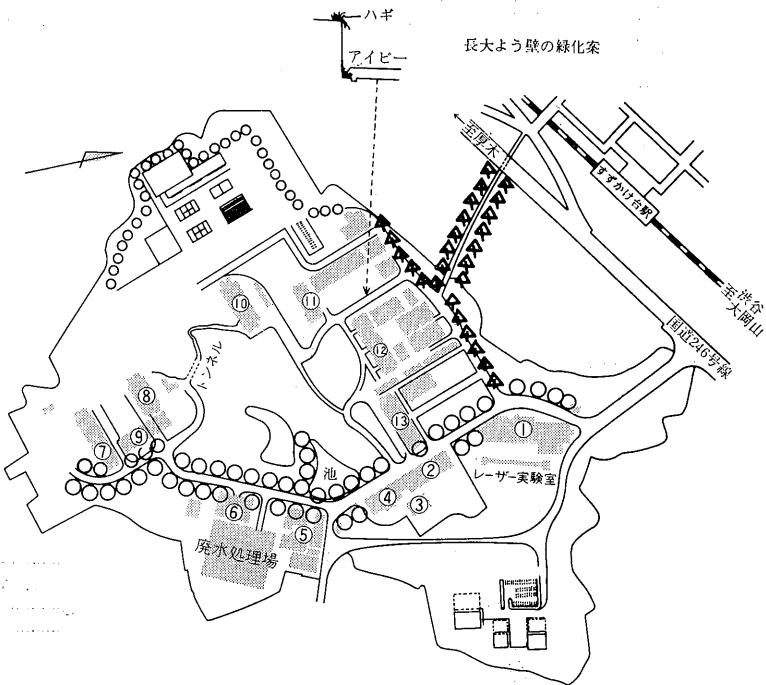 ハギ
アイビー
長大よう壁の緑化案
至厚木
すずかけ台駅
至渋谷
大岡山
国道246号線
⑩
⑪
⑫
⑬
トンネル
⑧
⑨
⑦
池
①
レーザー実験室
②
④
③
⑥
⑤
廃水処理場